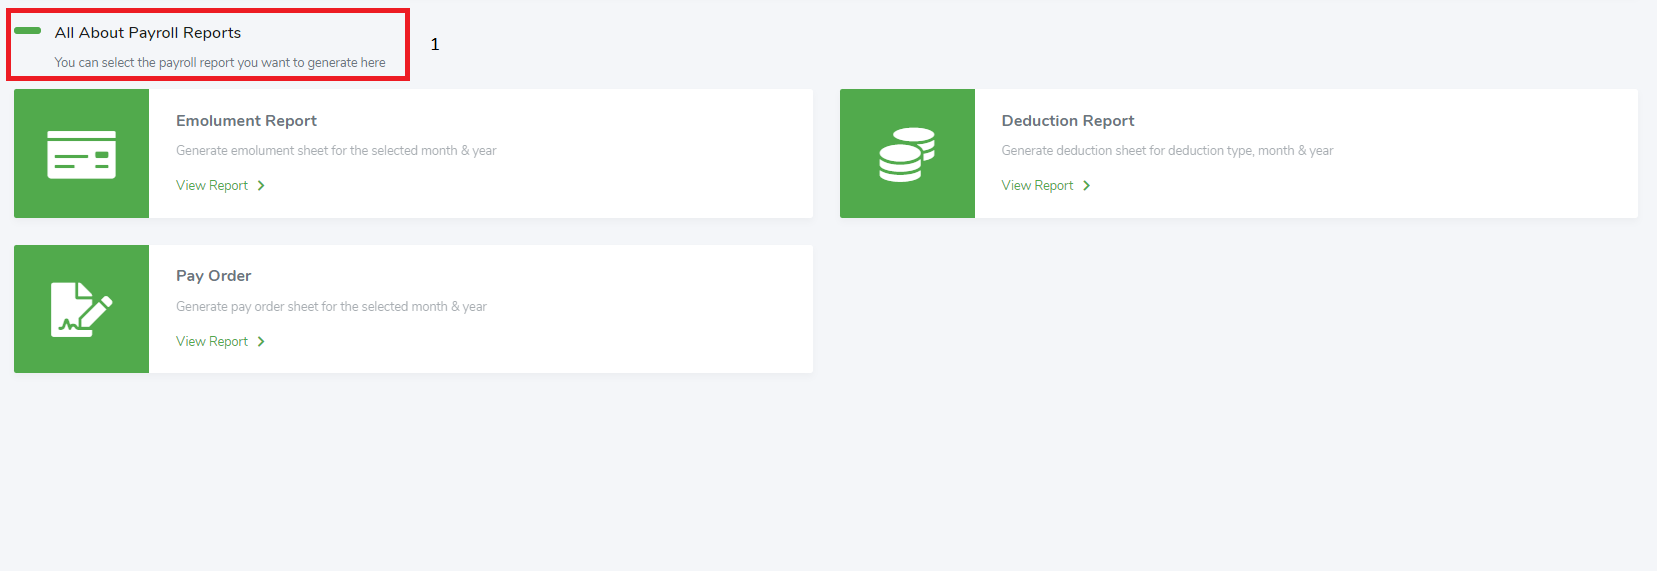 All About Payroll Reports
You can select the payroll report you want to generate here
1
Emolument Report
Generate emolument sheet for the selected month & year
View Report
Deduction Report
Generate deduction sheet for deduction type, month & year
View Report
Pay Order
Generate pay order sheet for the selected month & year
View Report